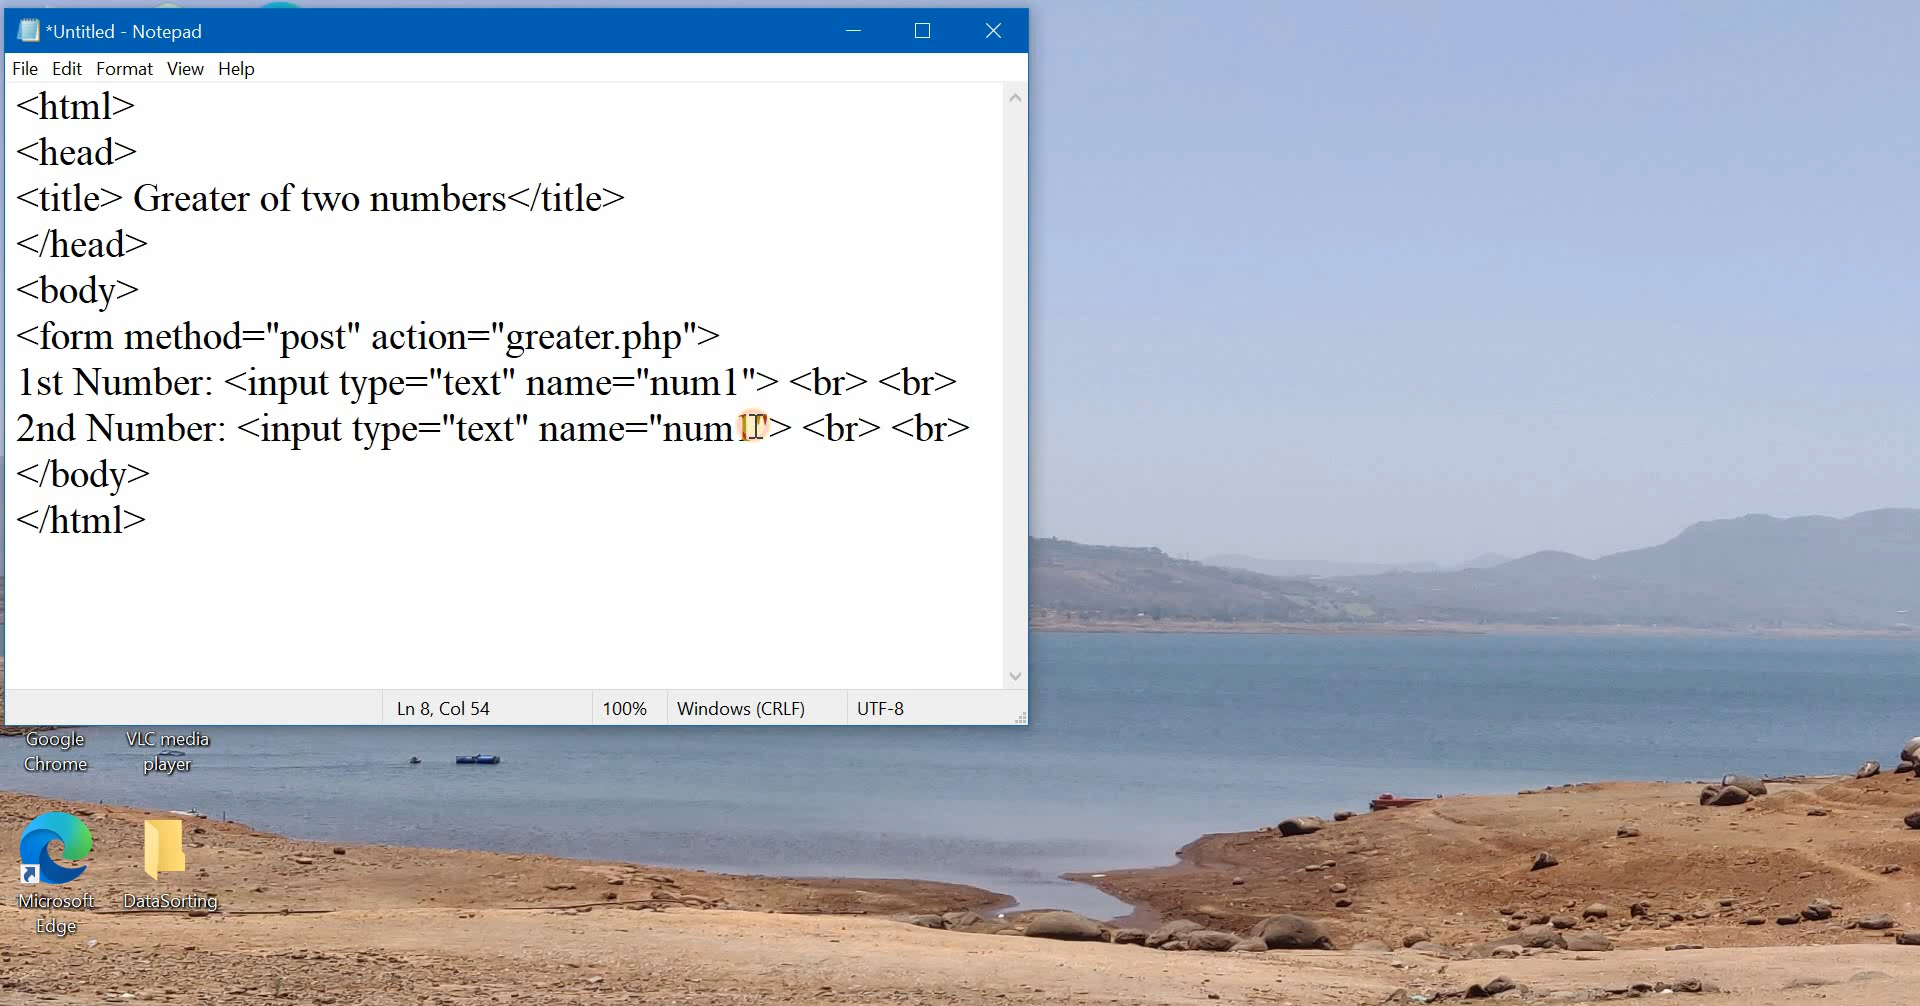 *Untitled - Notepad
File Edit Format View Help
<html>
<head>
<title> Greater of two numbers</title>
</head>
<body>
<form method="post" action="greater.php">
1st Number: <input type="text" name="num1"> <br> <br>
2nd Number: <input type="text" name="num1"> <br> <br>
</body>
</html>
Ln 8, Col 54 100% Windows (CRLF) UTF-8
Google Chrome
VLC media player
Microsoft Edge
DataSorting